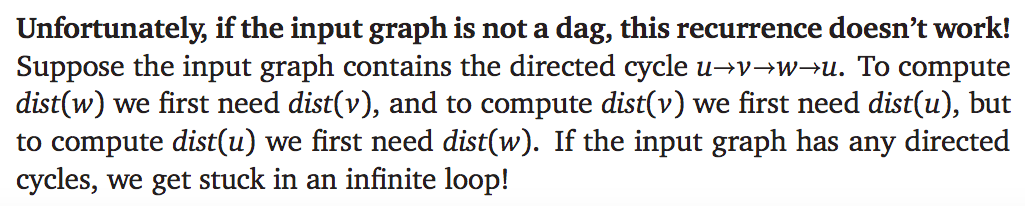 Unfortunately, if the input graph is not a dag, this recurrence doesn’t work!
Suppose the input graph contains the directed cycle u→v→w→u. To compute
dist(w) we first need dist(v), and to compute dist(v) we first need dist(u), but
to compute dist(u) we first need dist(w). If the input graph has any directed
cycles, we get stuck in an infinite loop!